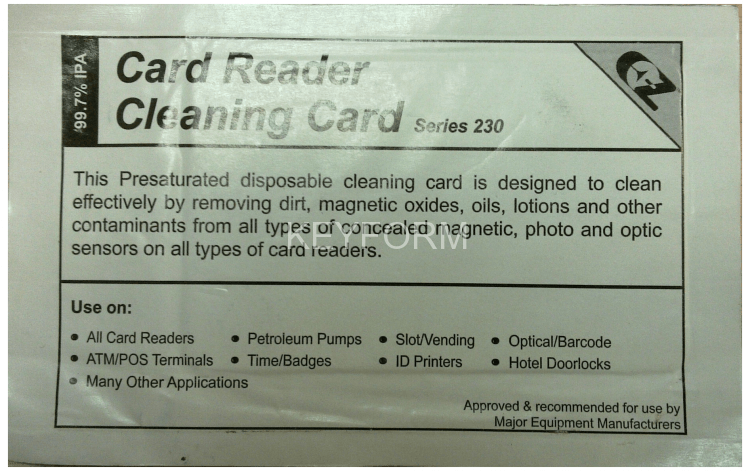 99.7% IPA
Card Reader
Cleaning Card Series 230
This Presaturated disposable cleaning card is designed to clean
effectively by removing dirt, magnetic oxides, oils, lotions and other
contaminants from all types of concealed magnetic, photo and optic
sensors on all types of card readers.
KEYFORM
Use on:
• All Card Readers • Petroleum Pumps • Slot/Vending • Optical/Barcode
• ATM/POS Terminals • Time/Badges • ID Printers • Hotel Doorlocks
• Many Other Applications
Approved & recommended for use by
Major Equipment Manufacturers